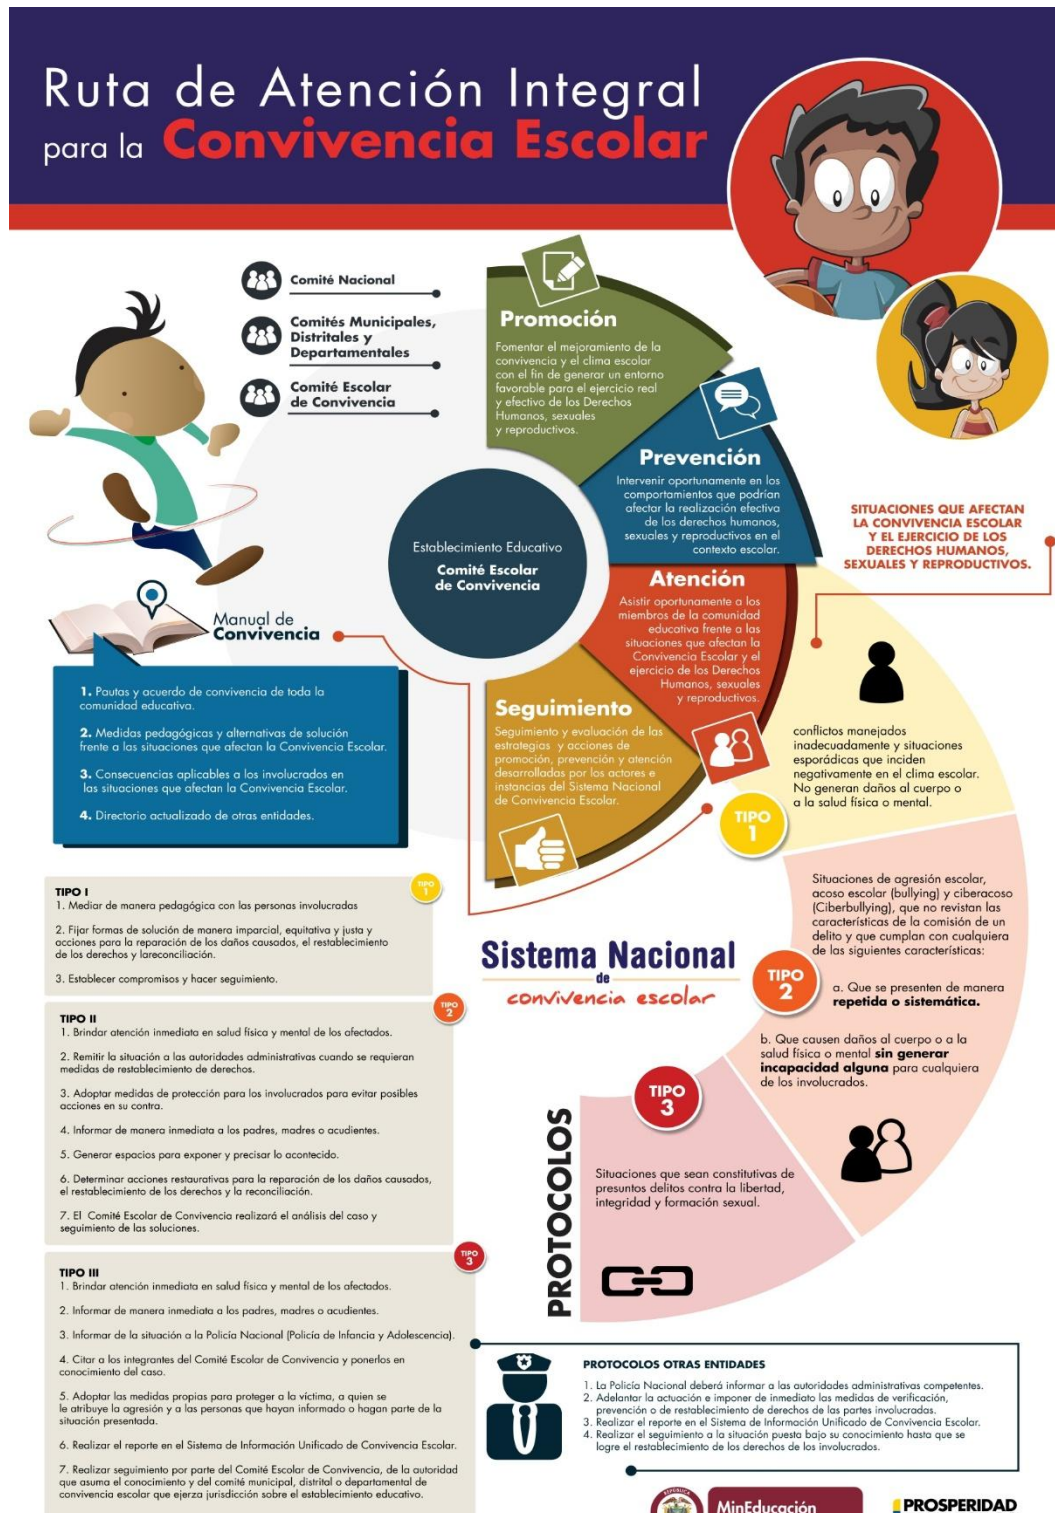 Ruta de Atención Integral
para la Convivencia Escolar
Comité Nacional
Comités Municipales,
Distritales y
Departamentales
Comité Escolar
de Convivencia
Promoción
Fomentar el mejoramiento de la
convivencia y el clima escolar
con el fin de generar un entorno
favorable para el ejercicio real
y efectivo de los Derechos
Humanos, sexuales
y reproductivos.
Prevención
Intervenir oportunamente en los
comportamientos que podrían
afectar la realización efectiva
de los derechos humanos,
sexuales y reproductivos en el
contexto escolar.
Establecimiento Educativo
Comité Escolar
de Convivencia
Atención
Asistir oportunamente a los
miembros de la comunidad
educativa frente a las
situaciones que afectan la
Convivencia Escolar y el
ejercicio de los Derechos
Humanos, sexuales
y reproductivos.
Seguimiento
Seguimiento y evaluación de las
estrategias y acciones de
promoción, prevención y atención
desarrolladas por los actores e
instancias del Sistema Nacional
de Convivencia Escolar.
SITUACIONES QUE AFECTAN
LA CONVIVENCIA ESCOLAR
Y EL EJERCICIO DE LOS
DERECHOS HUMANOS,
SEXUALES Y REPRODUCTIVOS.
Manual de
Convivencia
1. Pautas y acuerdo de convivencia de toda la
comunidad educativa.
2. Medidas pedagógicas y alternativas de solución
frente a las situaciones que afectan la Convivencia Escolar.
3. Consecuencias aplicables a los involucrados en
las situaciones que afectan la Convivencia Escolar.
4. Directorio actualizado de otras entidades.
conflictos manejados
inadecuadamente y situaciones
esporádicas que inciden
negativamente en el clima escolar.
No generan daños al cuerpo o
a la salud física o mental.
TIPO
1
Situaciones de agresión escolar,
acoso escolar (bullying) y ciberacoso
(Ciberbullying), que no revistan las
características de la comisión de un
delito y que cumplan con cualquiera
de las siguientes características:
a. Que se presenten de manera
repetida o sistemática.
b. Que causen daños al cuerpo o a la
salud física o mental sin generar
incapacidad alguna para cualquiera
de los involucrados.
TIPO
2
Sistema Nacional
de
convivencia escolar
TIPO
3
PROTOCOLOS
Situaciones que sean constitutivas de
presuntos delitos contra la libertad,
integridad y formación sexual.
TIPO
1
TIPO I
1. Mediar de manera pedagógica con las personas involucradas
2. Fijar formas de solución de manera imparcial, equitativa y justa y
acciones para la reparación de los daños causados, el restablecimiento
de los derechos y lareconciliación.
3. Establecer compromisos y hacer seguimiento.
TIPO
2
TIPO II
1. Brindar atención inmediata en salud física y mental de los afectados.
2. Remitir la situación a las autoridades administrativas cuando se requieran
medidas de restablecimiento de derechos.
3. Adoptar medidas de protección para los involucrados para evitar posibles
acciones en su contra.
4. Informar de manera inmediata a los padres, madres o acudientes.
5. Generar espacios para exponer y precisar lo acontecido.
6. Determinar acciones restaurativas para la reparación de los daños causados,
el restablecimiento de los derechos y la reconciliación.
7. El Comité Escolar de Convivencia realizará el análisis del caso y
seguimiento de las soluciones.
TIPO
3
TIPO III
1. Brindar atención inmediata en salud física y mental de los afectados.
2. Informar de manera inmediata a los padres, madres o acudientes.
3. Informar de la situación a la Policía Nacional (Policía de Infancia y Adolescencia).
4. Citar a los integrantes del Comité Escolar de Convivencia y ponerlos en
conocimiento del caso.
5. Adoptar las medidas propias para proteger a la víctima, a quien se
le atribuye la agresión y a las personas que hayan informado o hagan parte de la
situación presentada.
6. Realizar el reporte en el Sistema de Información Unificado de Convivencia Escolar.
7. Realizar seguimiento por parte del Comité Escolar de Convivencia, de la autoridad
que asuma el conocimiento y del comité municipal, distrital o departamental de
convivencia escolar que ejerza jurisdicción sobre el establecimiento educativo.
PROTOCOLOS OTRAS ENTIDADES
1. La Policía Nacional deberá informar a las autoridades administrativas competentes.
2. Adelantar la actuación e imponer de inmediato las medidas de verificación,
prevención o de restablecimiento de derechos de las partes involucradas.
3. Realizar el reporte en el Sistema de Información Unificado de Convivencia Escolar.
4. Realizar el seguimiento a la situación puesta bajo su conocimiento hasta que se
logre el restablecimiento de los derechos de los involucrados.
MinEducación
PROSPERIDAD